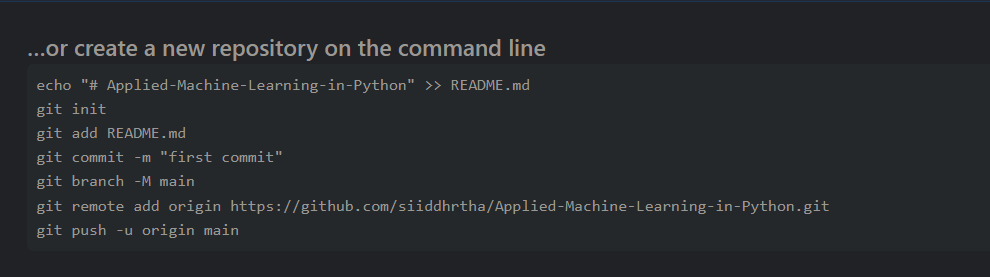 ...or create a new repository on the command line
echo "# Applied-Machine-Learning-in-Python" >> README.md
git init
git add README.md
git commit -m "first commit"
git branch -M main
git remote add origin https://github.com/siiddhrtha/Applied-Machine-Learning-in-Python.git
git push -u origin main